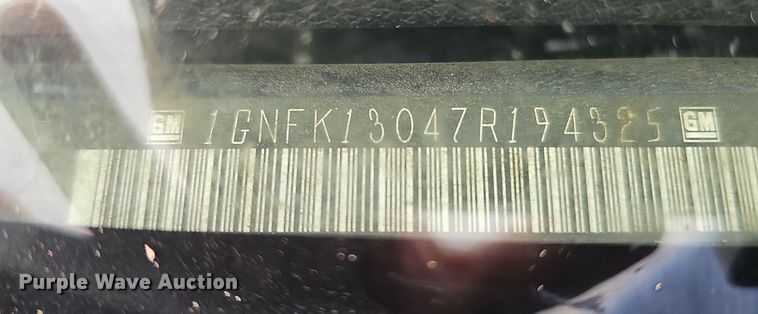 GM 1GNFK13047R194325 GM
Purple Wave Auction